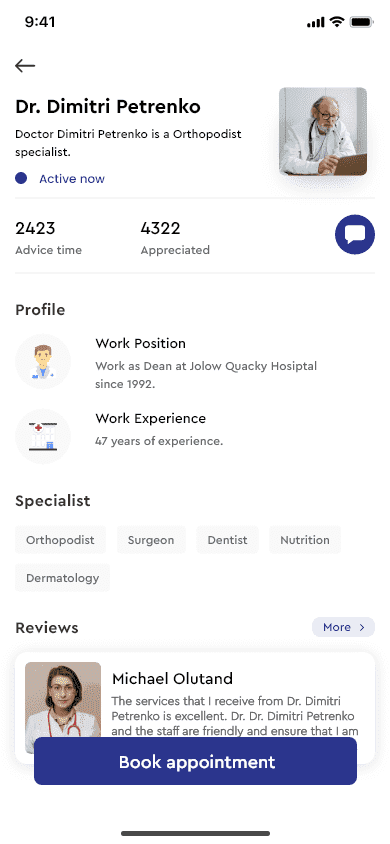 9:41
Dr. Dimitri Petrenko
Doctor Dimitri Petrenko is a Orthopodist
specialist.
Active now
2423
4322
Advice time
Appreciated
Profile
Work Position
Work as Dean at Jolow Quacky Hosiptal
since 1992.
Work Experience
47 years of experience.
Specialist
Orthopodist
Surgeon
Dentist
Nutrition
Dermatology
Reviews
More
Michael Olutand
The services that I receive from Dr. Dimitri
Petrenko is excellent. Dr. Dr. Dimitri Petrenko
and the staff are friendly and ensure that I am
Book appointment